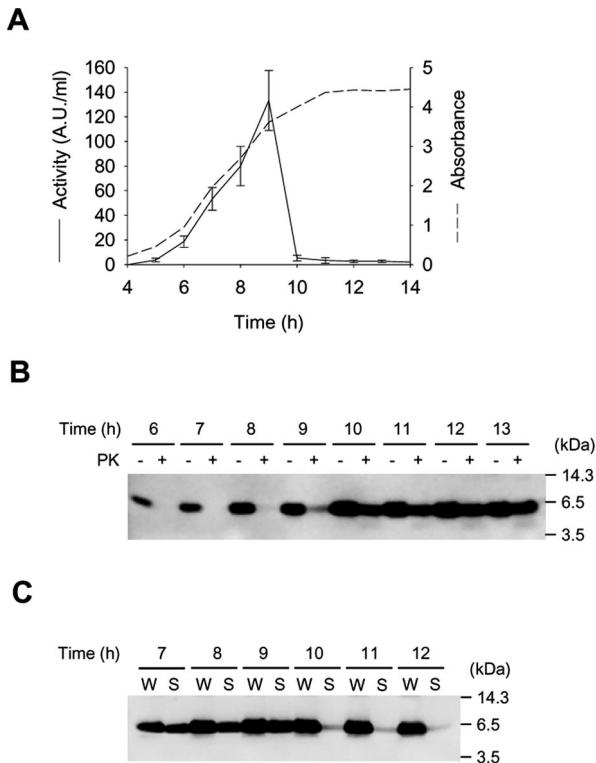 A
Activity (A.U./ml)
160
140
120
100
80
60
40
20
0
5
4
3
2
1
0
Absorbance
4 6 8 10 12 14
Time (h)
B
Time (h) 6 7 8 9 10 11 12 13
(kDa)
PK - + - + - + - + - + - + - + - +
14.3
6.5
3.5
C
Time (h) 7 8 9 10 11 12
(kDa)
W S W S W S W S W S W S
14.3
6.5
3.5